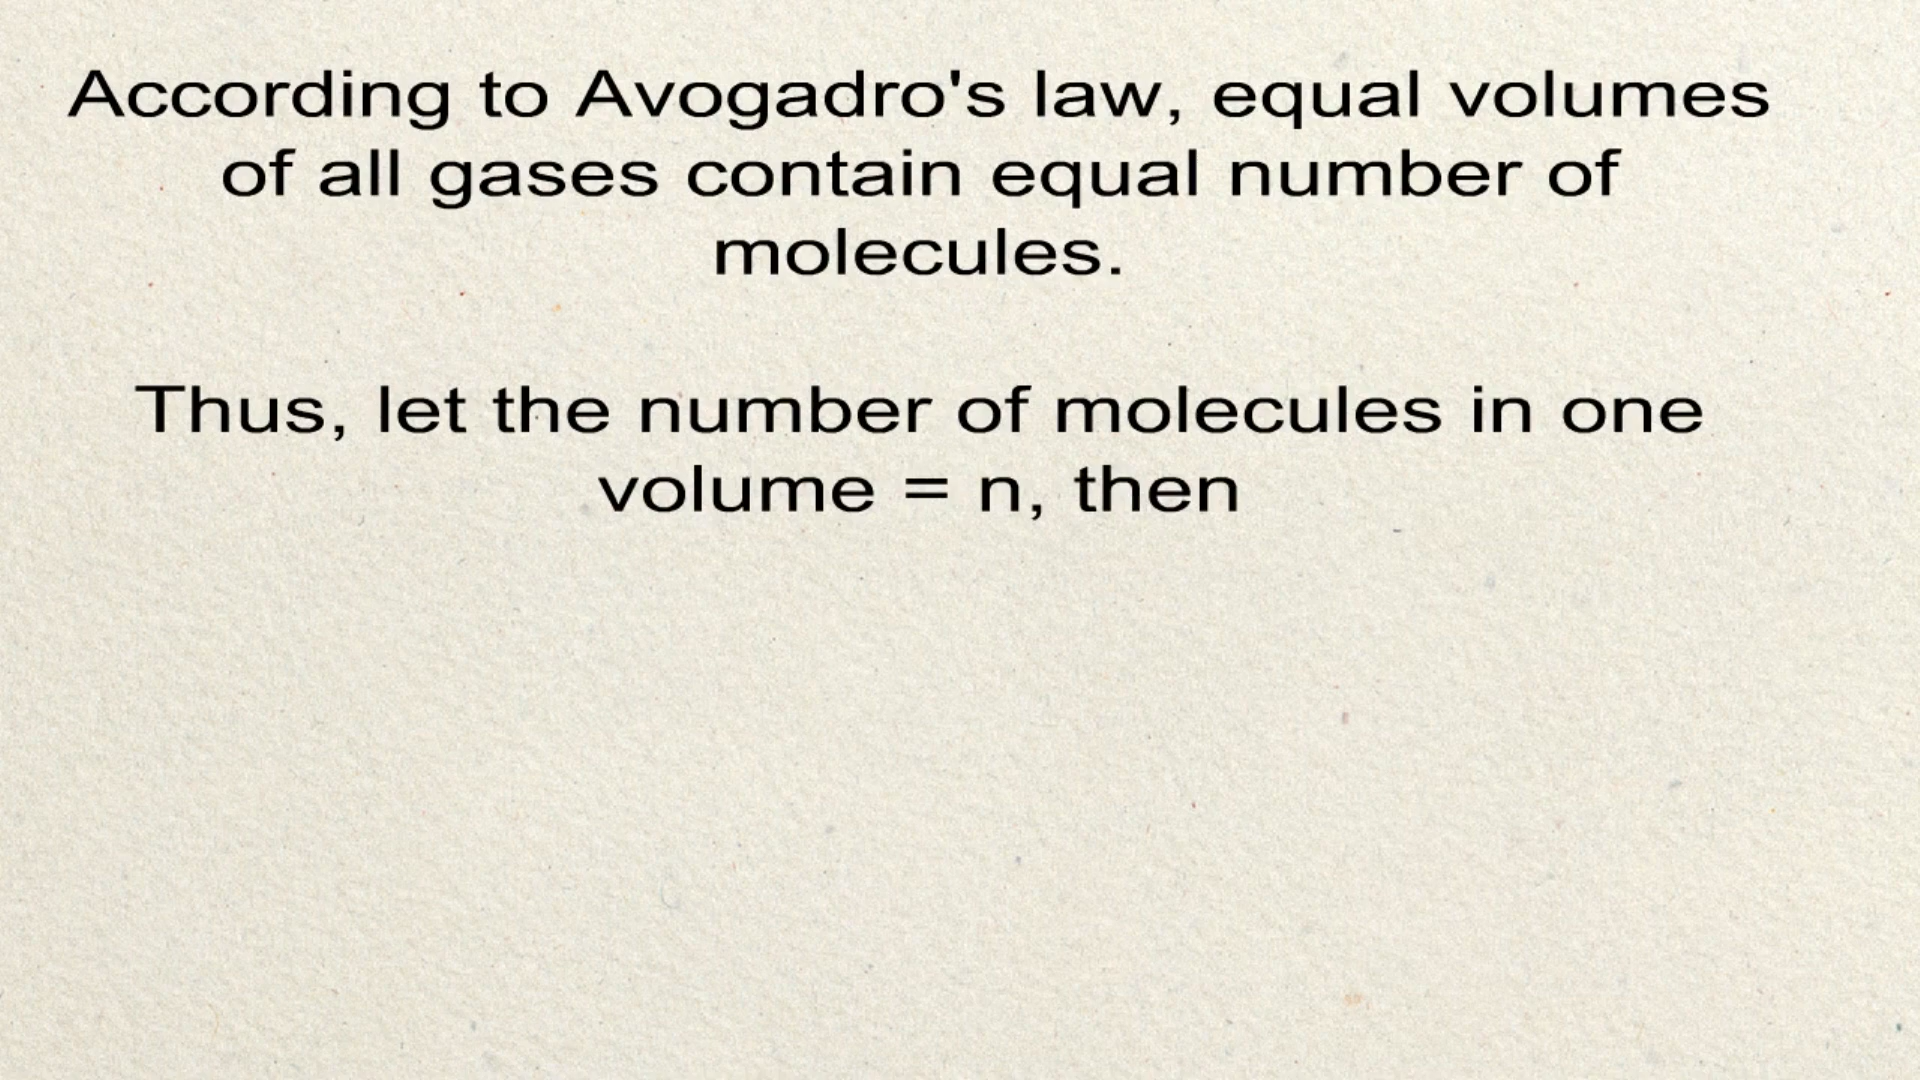 According to Avogadro's law, equal volumes
of all gases contain equal number of
molecules.
Thus, let the number of molecules in one
volume = n, then